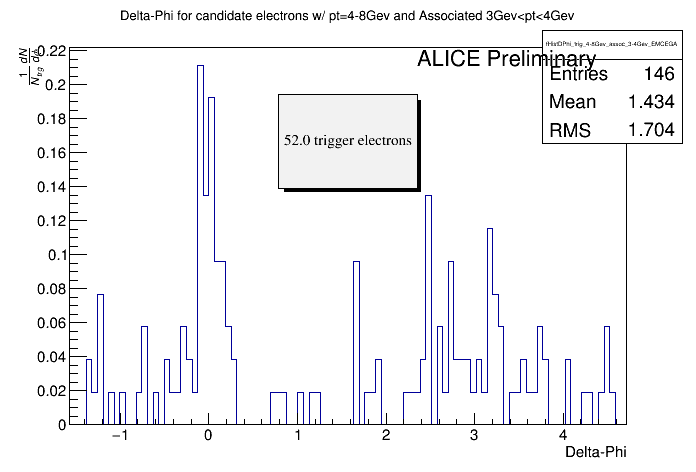 Delta-Phi for candidate electrons w/ pt=4-8Gev and Associated 3Gev<pt<4Gev
ALICE Preliminary
fHistDPhi_trig_4-8Gev_assoc_3-4Gev_EMCEGA
Entries 146
Mean 1.434
RMS 1.704
52.0 trigger electrons
0.22
0.2
0.18
0.16
0.14
0.12
0.1
0.08
0.06
0.04
0.02
0
−1 0 1 2 3 4
Delta-Phi